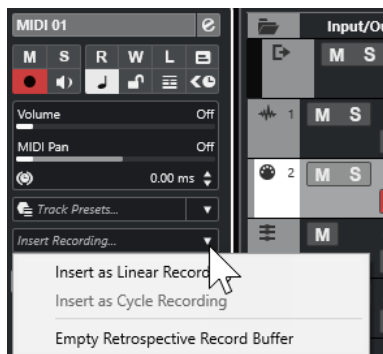 MIDI 01
e
Input/Ou
M S R W L
M S
Volume Off
1 M S
MIDI Pan Off
0.00 ms
2 M S
Track Presets...
Insert Recording...
M
Insert as Linear Record
Insert as Cycle Recording
Empty Retrospective Record Buffer